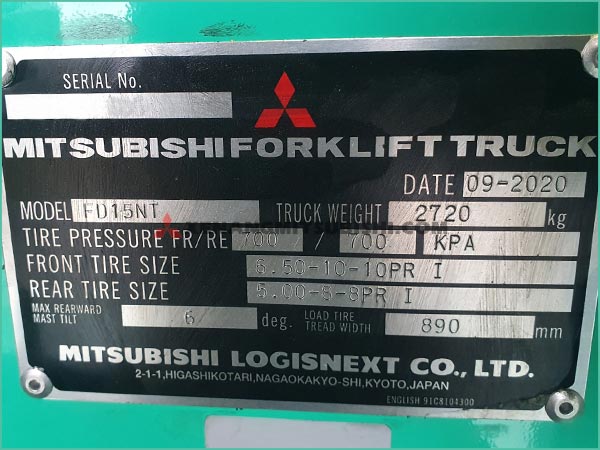 SERIAL No.
MITSUBISHI FORKLIFT TRUCK
DATE 09-2020
MODEL FD15NT TRUCK WEIGHT 2720 kg
TIRE PRESSURE FR/RE 700 / 700 KPA
FRONT TIRE SIZE 6.50-10-10PR I
REAR TIRE SIZE 5.00-8-8PR I
MAX REARWARD MAST TILT 6 deg. LOAD TIRE TREAD WIDTH 890 mm
MITSUBISHI LOGISNEXT CO., LTD.
2-1-1, HIGASHIKOTARI, NAGAOKAKYO-SHI, KYOTO, JAPAN
ENGLISH 91C8104300